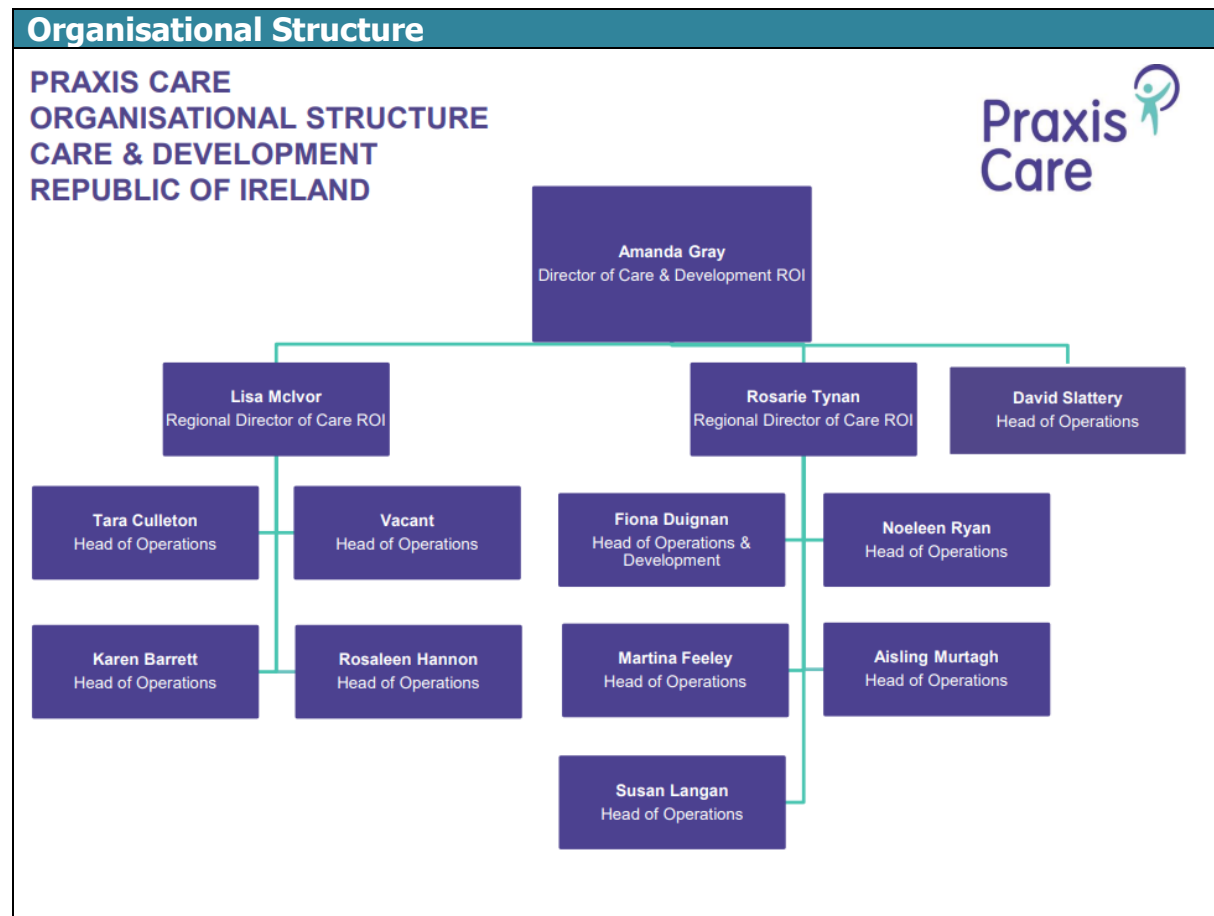 Organisational Structure
PRAXIS CARE
ORGANISATIONAL STRUCTURE
CARE & DEVELOPMENT
REPUBLIC OF IRELAND
Praxis
Care
Amanda Gray
Director of Care & Development ROI
Lisa McIvor
Regional Director of Care ROI
Rosarie Tynan
Regional Director of Care ROI
David Slattery
Head of Operations
Tara Culleton
Head of Operations
Vacant
Head of Operations
Fiona Duignan
Head of Operations &
Development
Noeleen Ryan
Head of Operations
Karen Barrett
Head of Operations
Rosaleen Hannon
Head of Operations
Martina Feeley
Head of Operations
Aisling Murtagh
Head of Operations
Susan Langan
Head of Operations